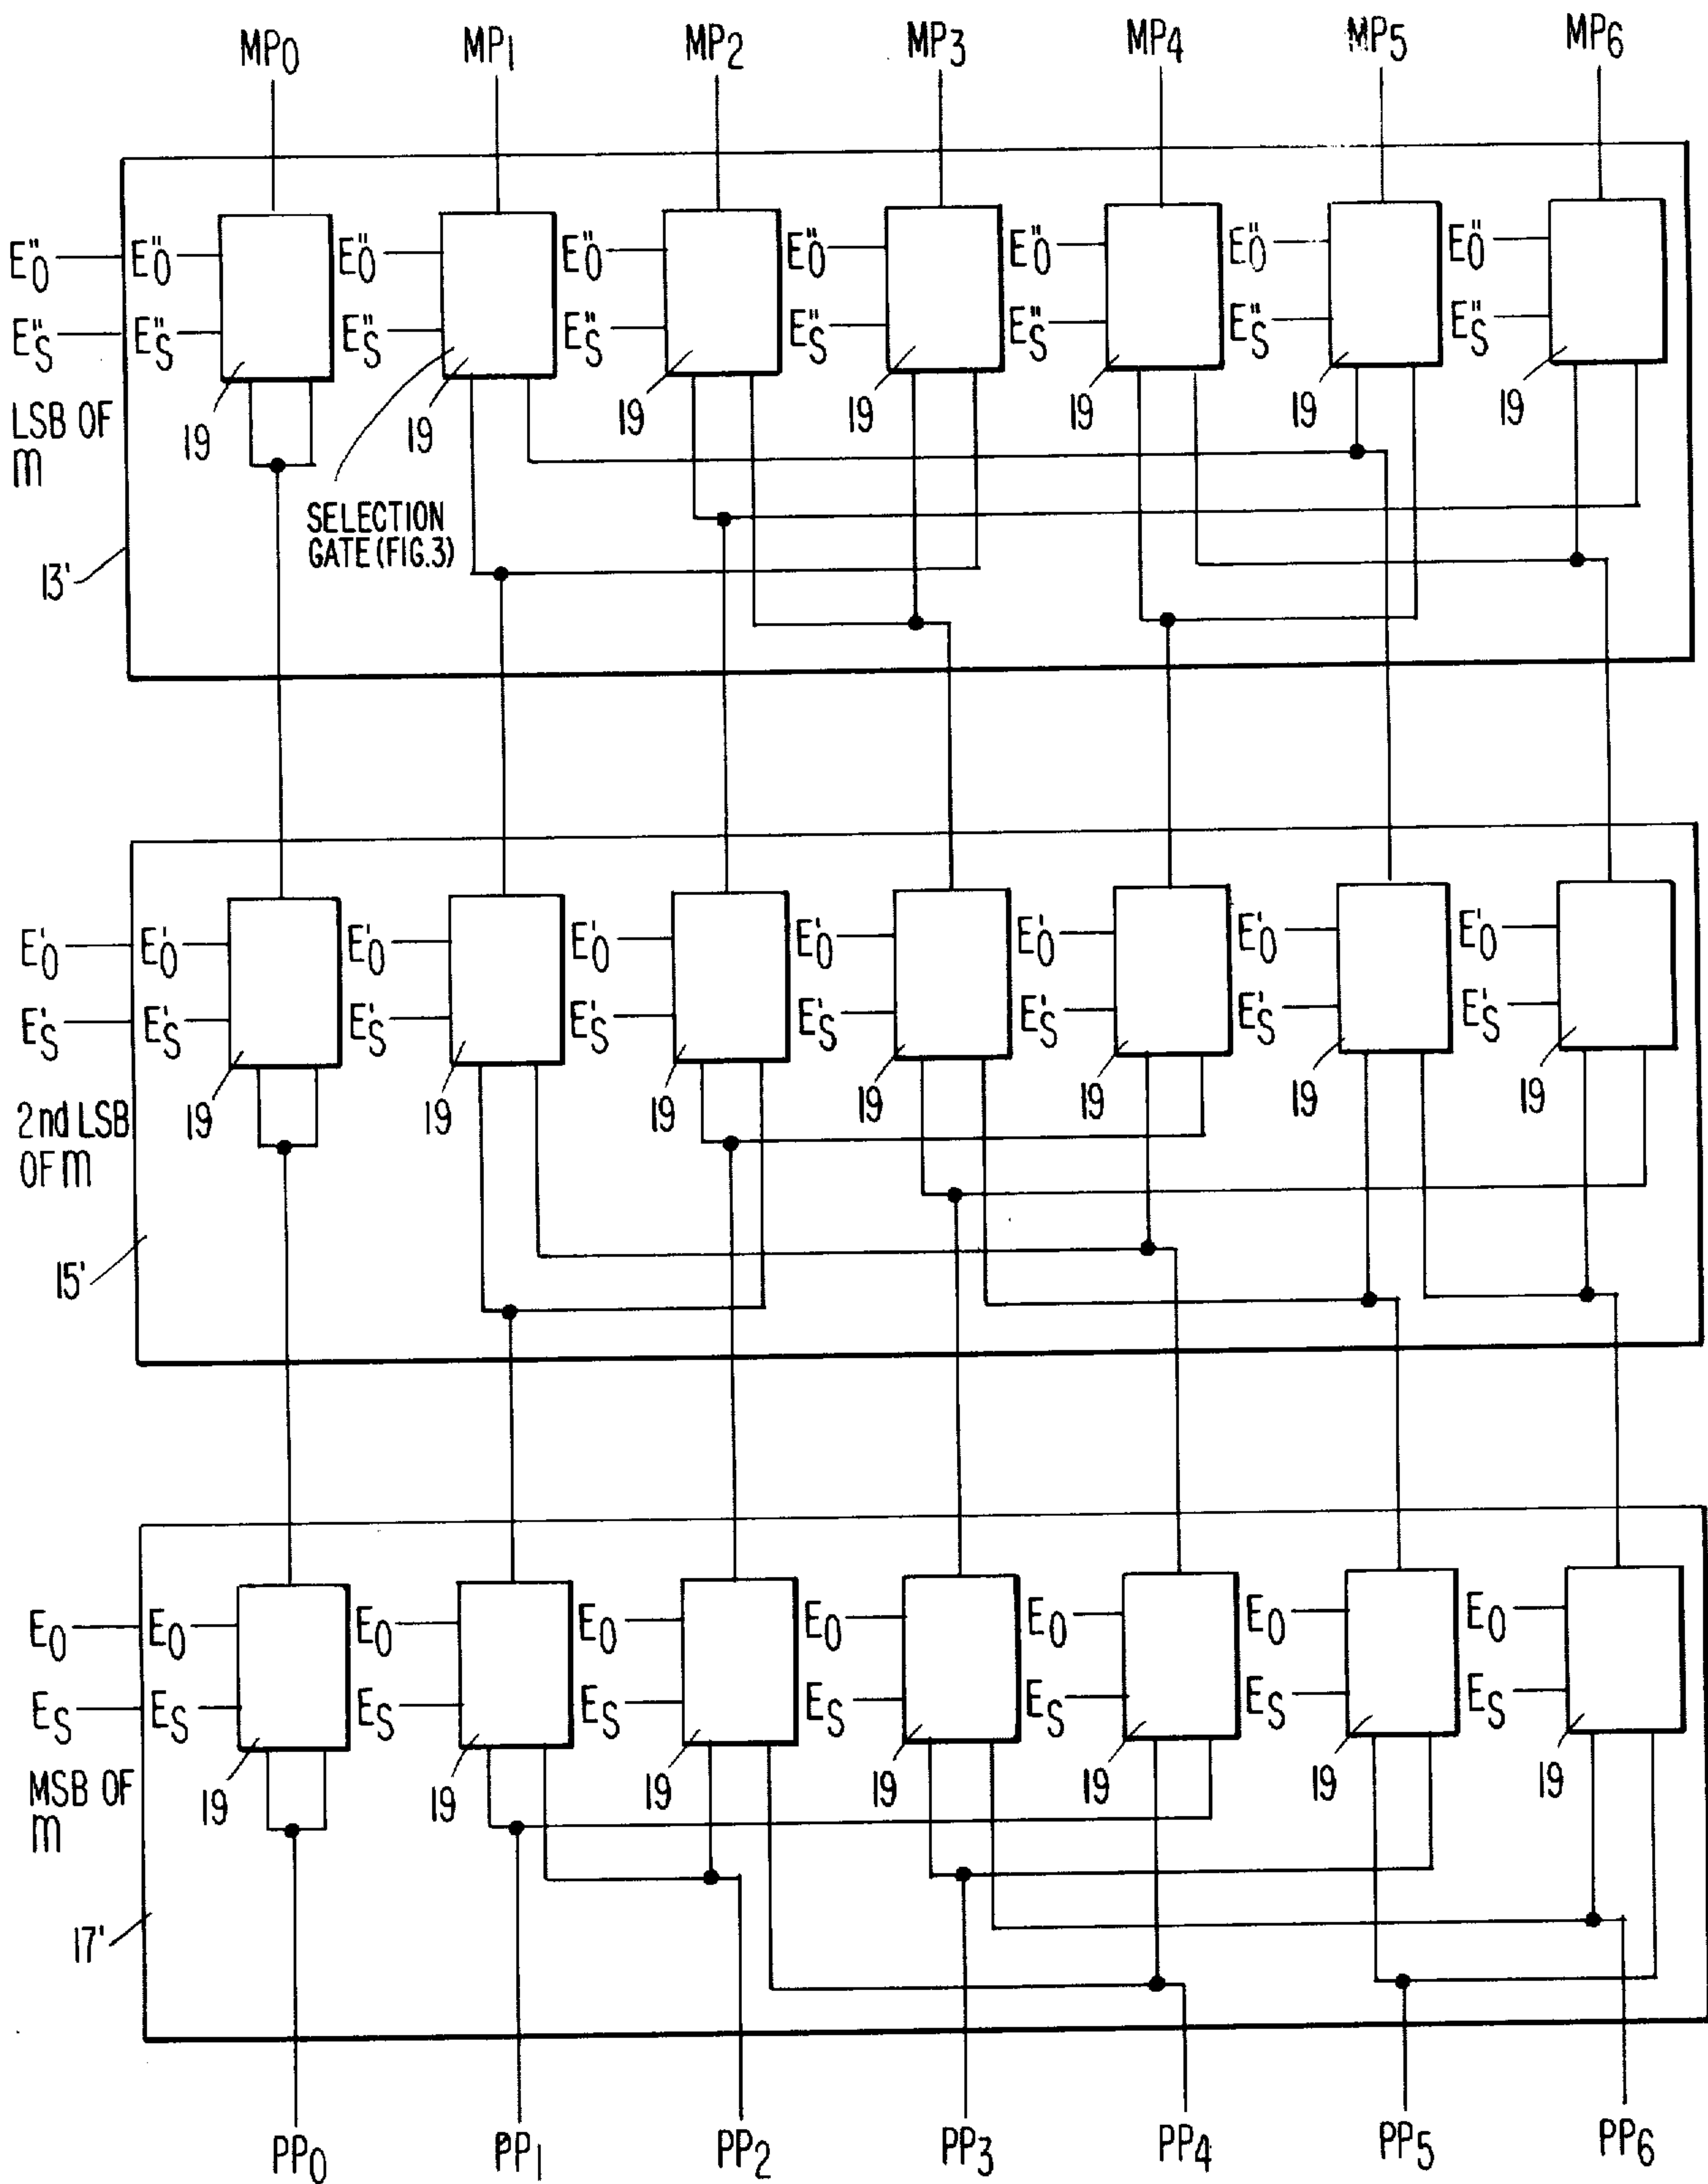 MP0 MP1 MP2 MP3 MP4 MP5 MP6
E"0 E"0 E"0 E"0 E"0 E"0 E"0 E"0
E"S E"S E"S E"S E"S E"S E"S E"S
19 19 19 19 19 19 19
LSB OF
m
SELECTION
GATE (FIG.3)
13'
E'0 E'0 E'0 E'0 E'0 E'0 E'0 E'0
E'S E'S E'S E'S E'S E'S E'S E'S
19 19 19 19 19 19 19
2nd LSB
OF m
15'
E0 E0 E0 E0 E0 E0 E0 E0
ES ES ES ES ES ES ES ES
19 19 19 19 19 19 19
MSB OF
m
17'
PP0 PP1 PP2 PP3 PP4 PP5 PP6